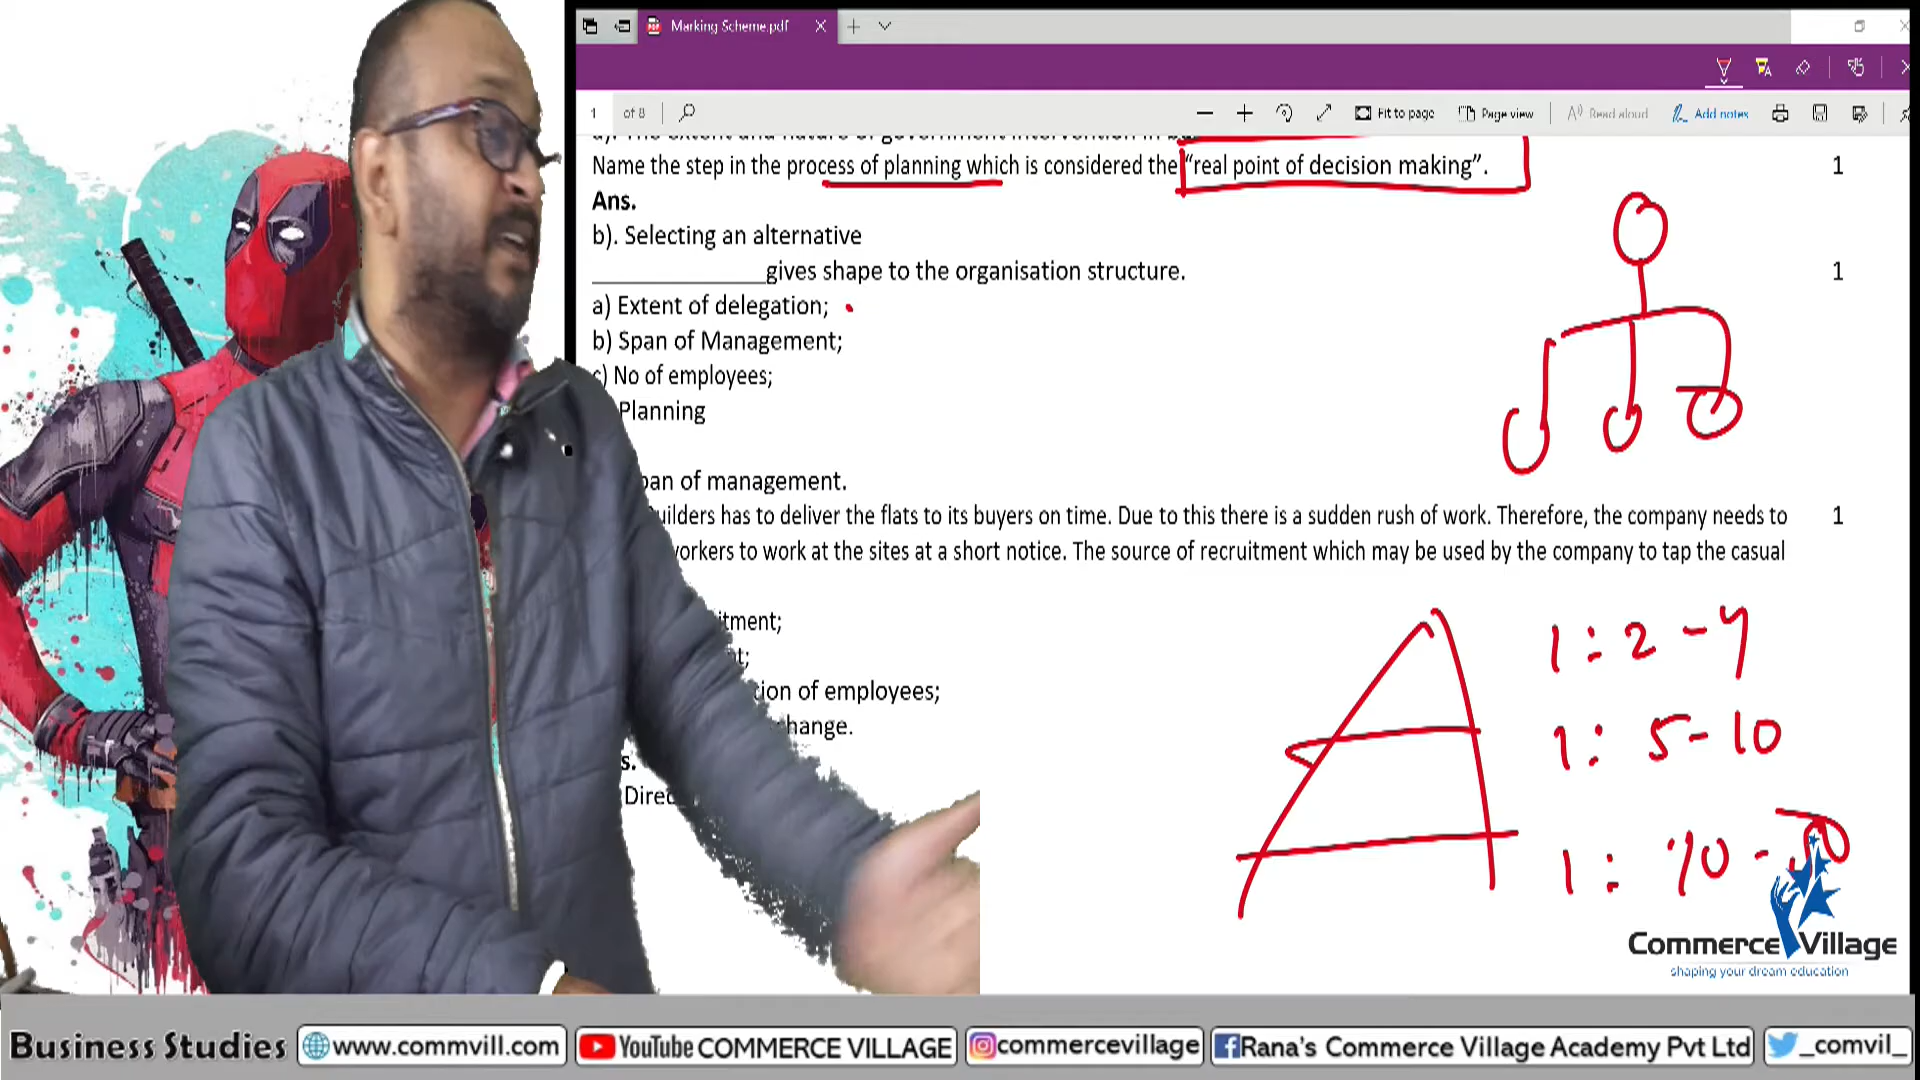 Marking Scheme.pdf
1 of 8
Fit to page
Page view
Read aloud
Add notes
Name the step in the process of planning which is considered the “real point of decision making”. 1
Ans.
b). Selecting an alternative
_____________gives shape to the organisation structure. 1
a) Extent of delegation;
b) Span of Management;
c) No of employees;
Planning
pan of management.
uilders has to deliver the flats to its buyers on time. Due to this there is a sudden rush of work. Therefore, the company needs to 1
workers to work at the sites at a short notice. The source of recruitment which may be used by the company to tap the casual
itment;
t;
tion of employees;
hange.
s.
Direc
1 : 2 - 4
1 : 5 - 10
1 : 10 -
Commerce Village
shaping your dream education
Business Studies
www.commvill.com
YouTube COMMERCE VILLAGE
commercevillage
Rana's Commerce Village Academy Pvt Ltd
_comvil_